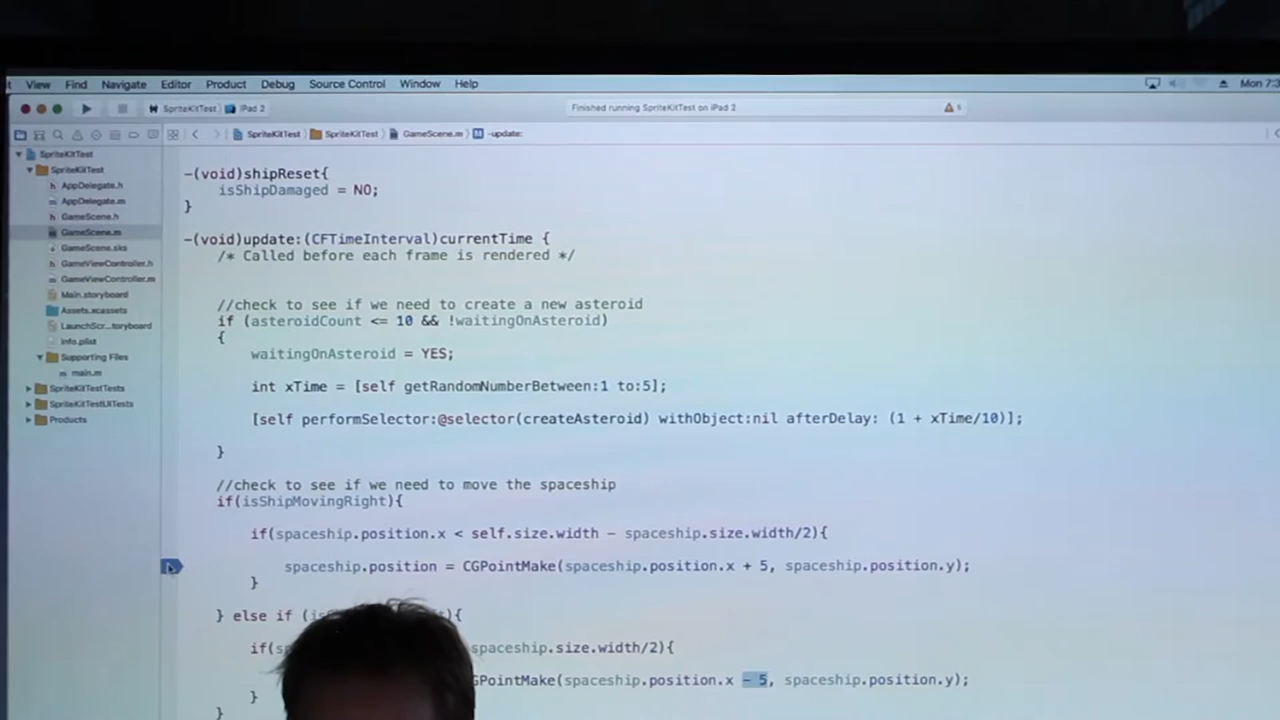 View Find Navigate Editor Product Debug Source Control Window Help Mon 7:3
SpriteKitTest iPad 2 Finished running SpriteKitTest on iPad 2
SpriteKitTest SpriteKitTest GameScene.m M -update:
SpriteKitTest
SpriteKitTest
AppDelegate.h
AppDelegate.m
GameScene.h
GameScene.m
GameScene.sks
GameViewController.h
GameViewController.m
Main.storyboard
Assets.xcassets
LaunchScr...toryboard
Info.plist
Supporting Files
main.m
SpriteKitTestTests
SpriteKitTestUITests
Products
-(void)shipReset{
isShipDamaged = NO;
}
-(void)update:(CFTimeInterval)currentTime {
/* Called before each frame is rendered */
//check to see if we need to create a new asteroid
if (asteroidCount <= 10 && !waitingOnAsteroid)
{
waitingOnAsteroid = YES;
int xTime = [self getRandomNumberBetween:1 to:5];
[self performSelector:@selector(createAsteroid) withObject:nil afterDelay: (1 + xTime/10)];
}
//check to see if we need to move the spaceship
if(isShipMovingRight){
if(spaceship.position.x < self.size.width - spaceship.size.width/2){
spaceship.position = CGPointMake(spaceship.position.x + 5, spaceship.position.y);
}
} else if ( {
if( spaceship.size.width/2){
GPointMake(spaceship.position.x - 5, spaceship.position.y);
}
}